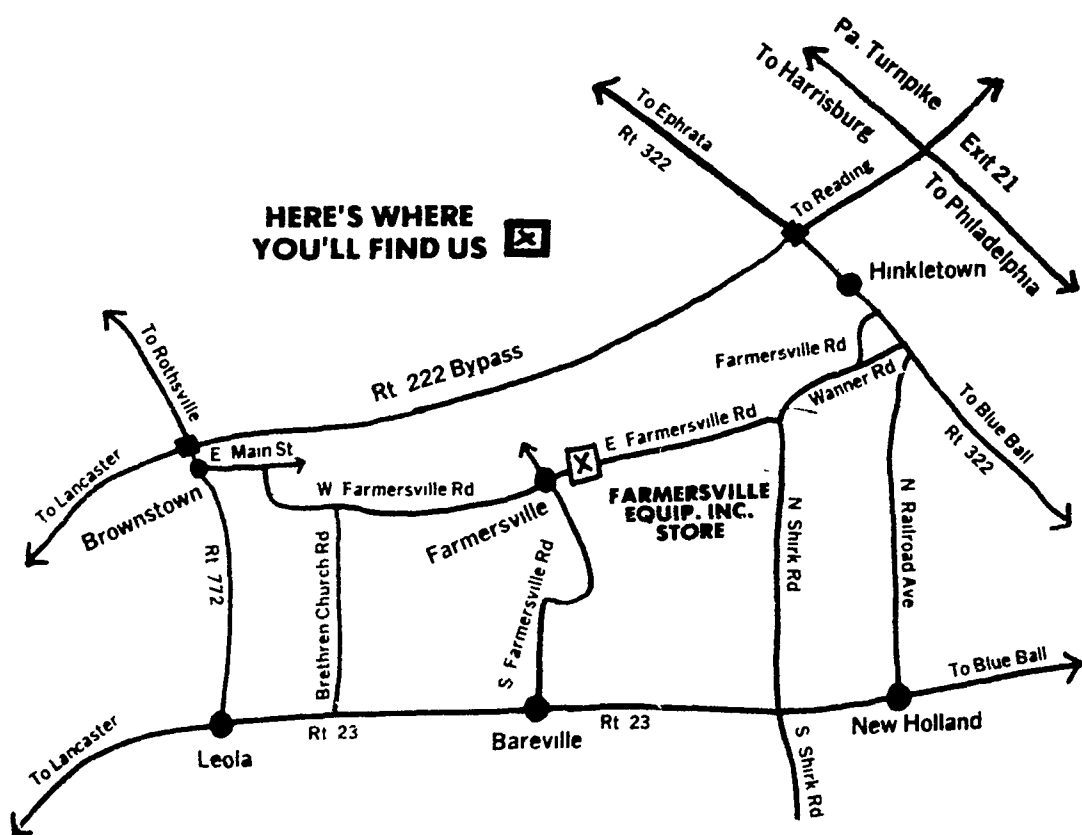 Pa. Turnpike
To Harrisburg
To Ephrata
Rt 322
Exit 21
To Reading
To Philadelphia
HERE'S WHERE
YOU'LL FIND US X
Hinkletown
To Rothsville
Rt 222 Bypass
Farmersville Rd
Wanner Rd
To Blue Ball
Rt 322
E Farmersville Rd
E Main St
To Lancaster
Brownstown
W Farmersville Rd
X
Farmersville
FARMERSVILLE
EQUIP. INC.
STORE
N Shirk Rd
N Railroad Ave
Rt 772
Brethren Church Rd
S Farmersville Rd
To Blue Ball
To Lancaster
Leola
Rt 23
Bareville
Rt 23
New Holland
S Shirk Rd